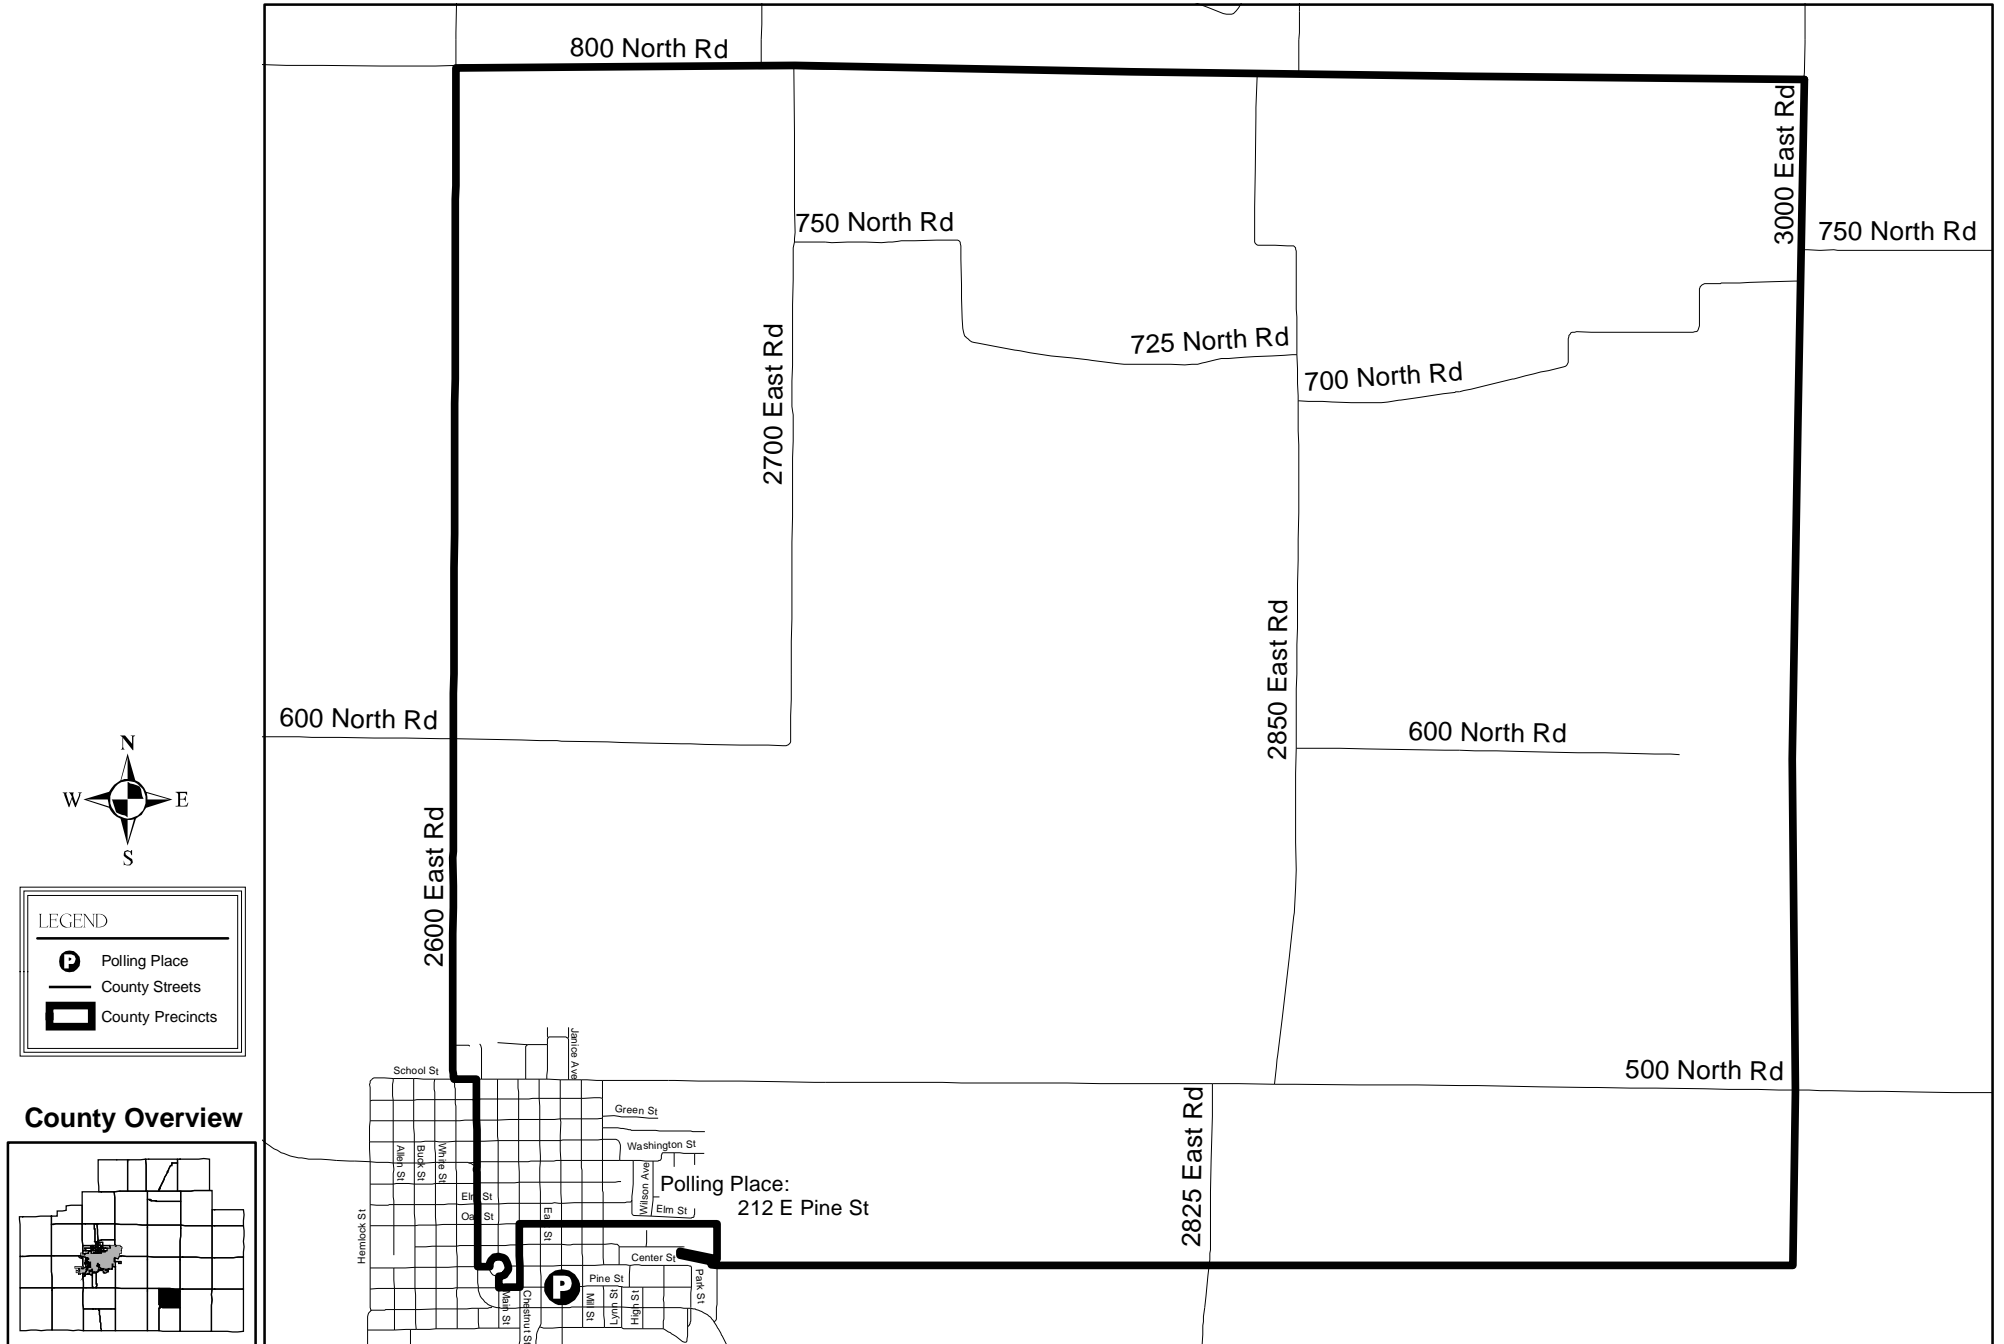 800 North Rd
3000 East Rd
750 North Rd
750 North Rd
725 North Rd
700 North Rd
2700 East Rd
2850 East Rd
600 North Rd
600 North Rd
N
W E
S
2600 East Rd
LEGEND
P Polling Place
County Streets
County Precincts
500 North Rd
Janice Ave
School St
County Overview
Green St
Washington St
Allen St
Buck St
White St
Wilson Ave
2825 East Rd
Polling Place:
212 E Pine St
Elm St
Elm St
Oak St
East St
Hemlock St
Center St
P
Pine St
Park St
Main St
Chestnut St
Mill St
Lynn St
High St